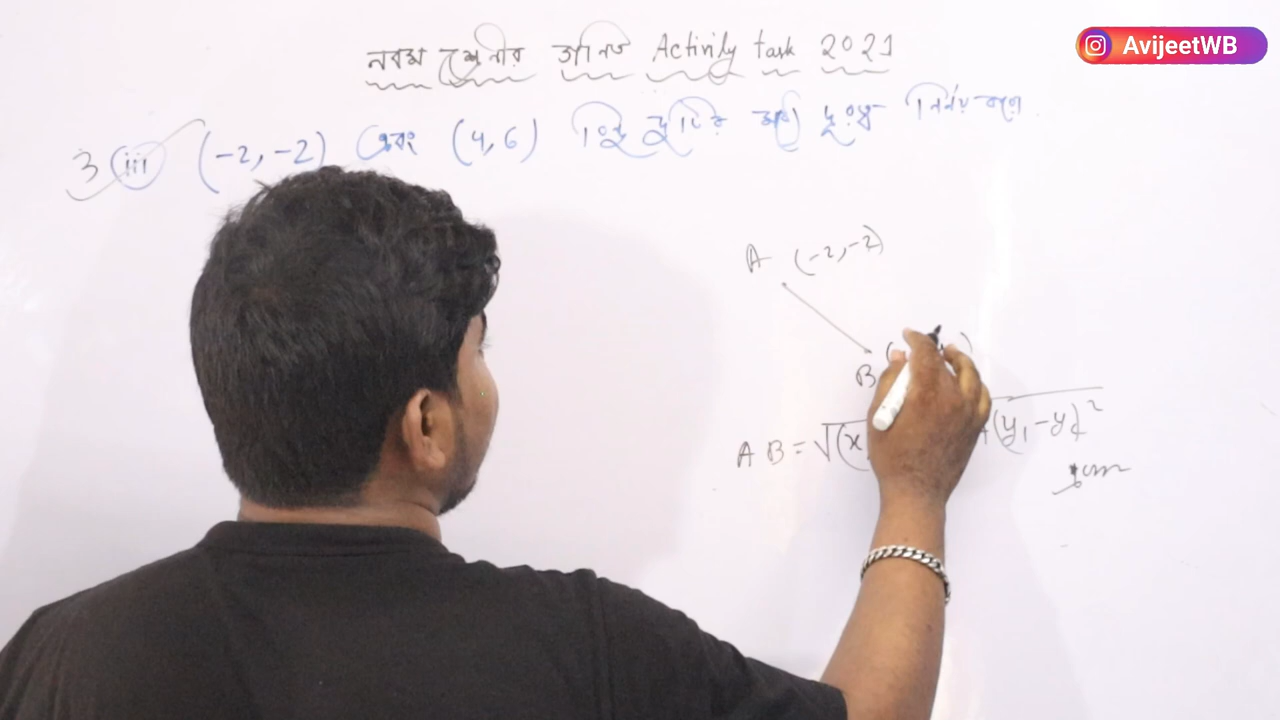 AvijeetWB
নবম শ্রেণীর গণিত Activity task 2021
3 iii (-2, -2) এবং (4, 6) বিন্দু দুটির মধ্যে দূরত্ব নির্ণয় করো
A (-2, -2)
B (
AB = √(x (y₁ - y)²